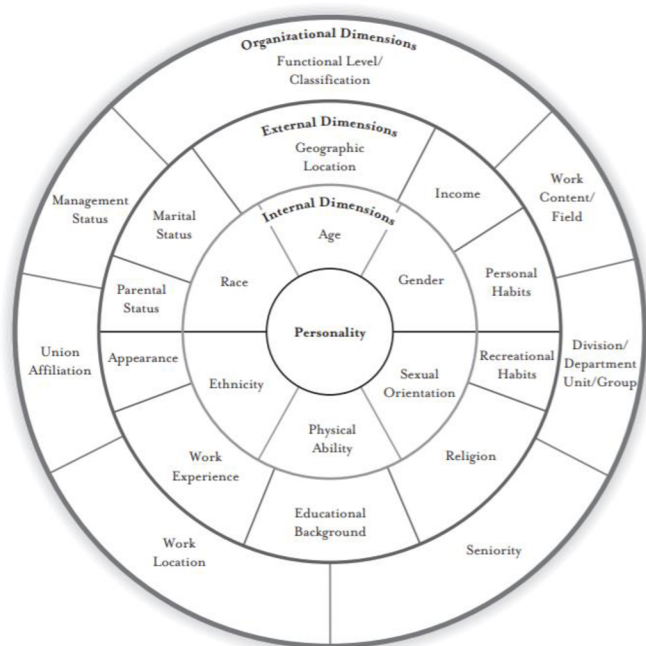 Organizational Dimensions
Functional Level/
Classification
External Dimensions
Geographic
Location
Income
Work
Content/
Field
Management
Status
Marital
Status
Internal Dimensions
Age
Race
Gender
Personal
Habits
Parental
Status
Personality
Union
Affiliation
Appearance
Ethnicity
Sexual
Orientation
Recreational
Habits
Division/
Department
Unit/Group
Physical
Ability
Work
Experience
Religion
Educational
Background
Work
Location
Seniority